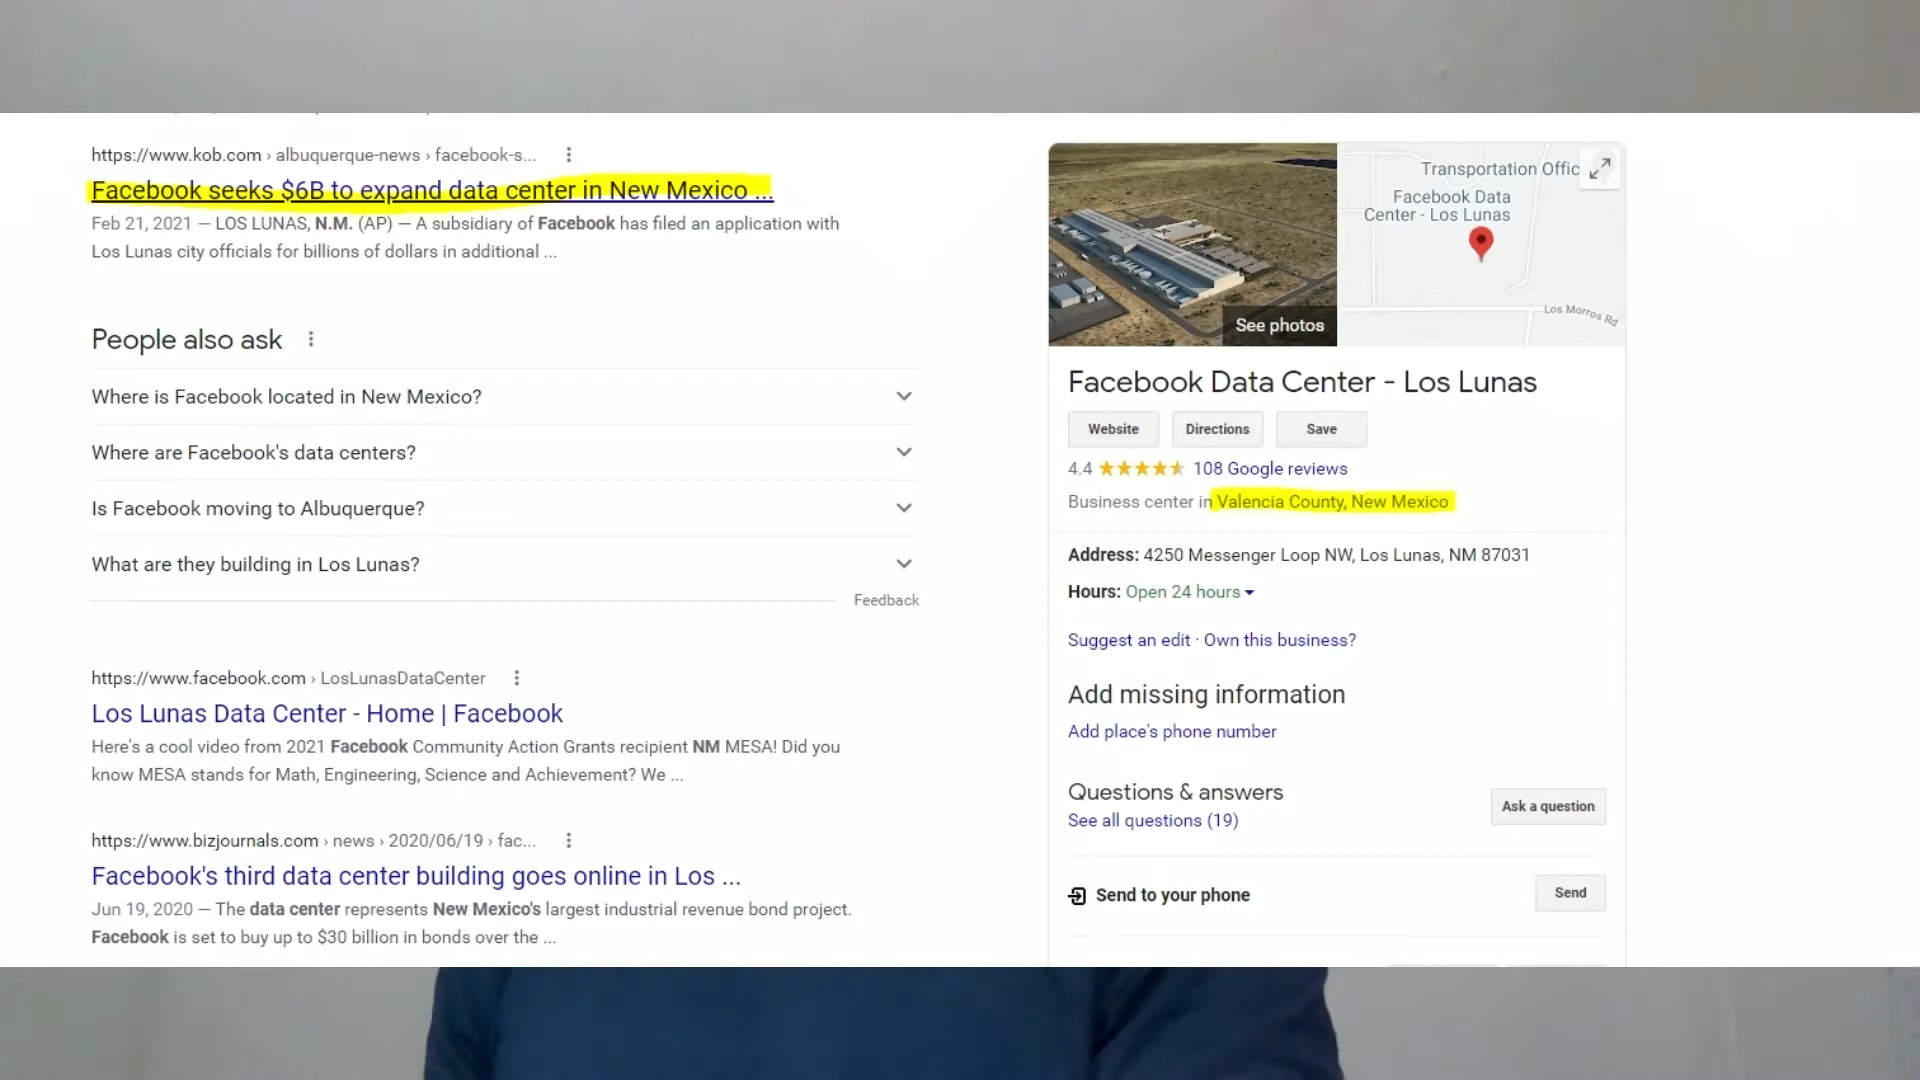 https://www.kob.com › albuquerque-news › facebook-s...
Facebook seeks $6B to expand data center in New Mexico ...
Feb 21, 2021 — LOS LUNAS, N.M. (AP) — A subsidiary of Facebook has filed an application with
Los Lunas city officials for billions of dollars in additional ...
People also ask
Where is Facebook located in New Mexico?
Where are Facebook's data centers?
Is Facebook moving to Albuquerque?
What are they building in Los Lunas?
Feedback
https://www.facebook.com › LosLunasDataCenter
Los Lunas Data Center - Home | Facebook
Here's a cool video from 2021 Facebook Community Action Grants recipient NM MESA! Did you
know MESA stands for Math, Engineering, Science and Achievement? We ...
https://www.bizjournals.com › news › 2020/06/19 › fac...
Facebook's third data center building goes online in Los ...
Jun 19, 2020 — The data center represents New Mexico's largest industrial revenue bond project.
Facebook is set to buy up to $30 billion in bonds over the ...
See photos
Transportation Offic
Facebook Data
Center - Los Lunas
Los Morros Rd
Facebook Data Center - Los Lunas
Website Directions Save
4.4 108 Google reviews
Business center in Valencia County, New Mexico
Address: 4250 Messenger Loop NW, Los Lunas, NM 87031
Hours: Open 24 hours
Suggest an edit · Own this business?
Add missing information
Add place's phone number
Questions & answers
See all questions (19)
Ask a question
Send to your phone
Send